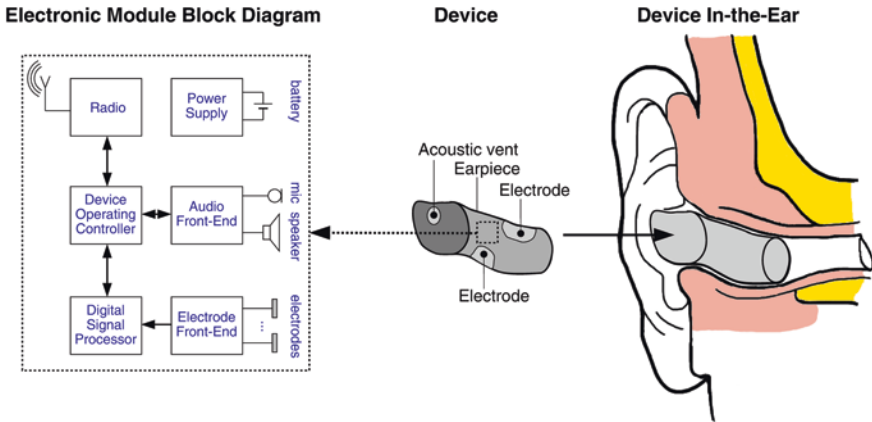 Electronic Module Block Diagram
Device
Device In-the-Ear
Radio
Power
Supply
battery
Device
Operating
Controller
Audio
Front-End
mic
speaker
Digital
Signal
Processor
Electrode
Front-End
electrodes
Acoustic vent
Earpiece
Electrode
Electrode